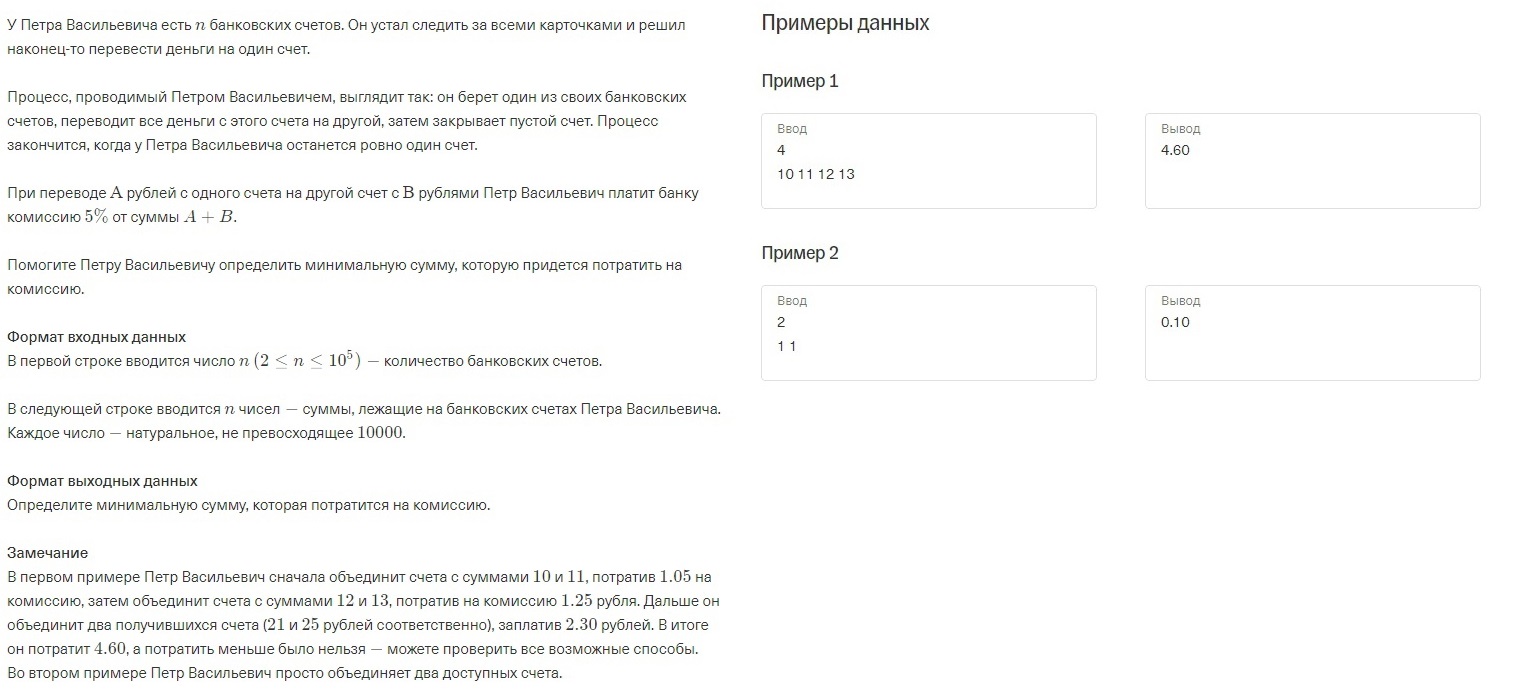 У Петра Васильевича есть n банковских счетов. Он устал следить за всеми карточками и решил
наконец-то перевести деньги на один счет.
Процесс, проводимый Петром Васильевичем, выглядит так: он берет один из своих банковских
счетов, переводит все деньги с этого счета на другой, затем закрывает пустой счет. Процесс
закончится, когда у Петра Васильевича останется ровно один счет.
При переводе A рублей с одного счета на другой счет с B рублями Петр Васильевич платит банку
комиссию 5% от суммы A + B.
Помогите Петру Васильевичу определить минимальную сумму, которую придется потратить на
комиссию.
Формат входных данных
В первой строке вводится число n (2 ≤ n ≤ 10⁵) — количество банковских счетов.
В следующей строке вводится n чисел — суммы, лежащие на банковских счетах Петра Васильевича.
Каждое число — натуральное, не превосходящее 10000.
Формат выходных данных
Определите минимальную сумму, которая потратится на комиссию.
Замечание
В первом примере Петр Васильевич сначала объединит счета с суммами 10 и 11, потратив 1.05 на
комиссию, затем объединит счета с суммами 12 и 13, потратив на комиссию 1.25 рубля. Дальше он
объединит два получившихся счета (21 и 25 рублей соответственно), заплатив 2.30 рублей. В итоге
он потратит 4.60, а потратить меньше было нельзя — можете проверить все возможные способы.
Во втором примере Петр Васильевич просто объединяет два доступных счета.
Примеры данных
Пример 1
Ввод
4
10 11 12 13
Вывод
4.60
Пример 2
Ввод
2
1 1
Вывод
0.10